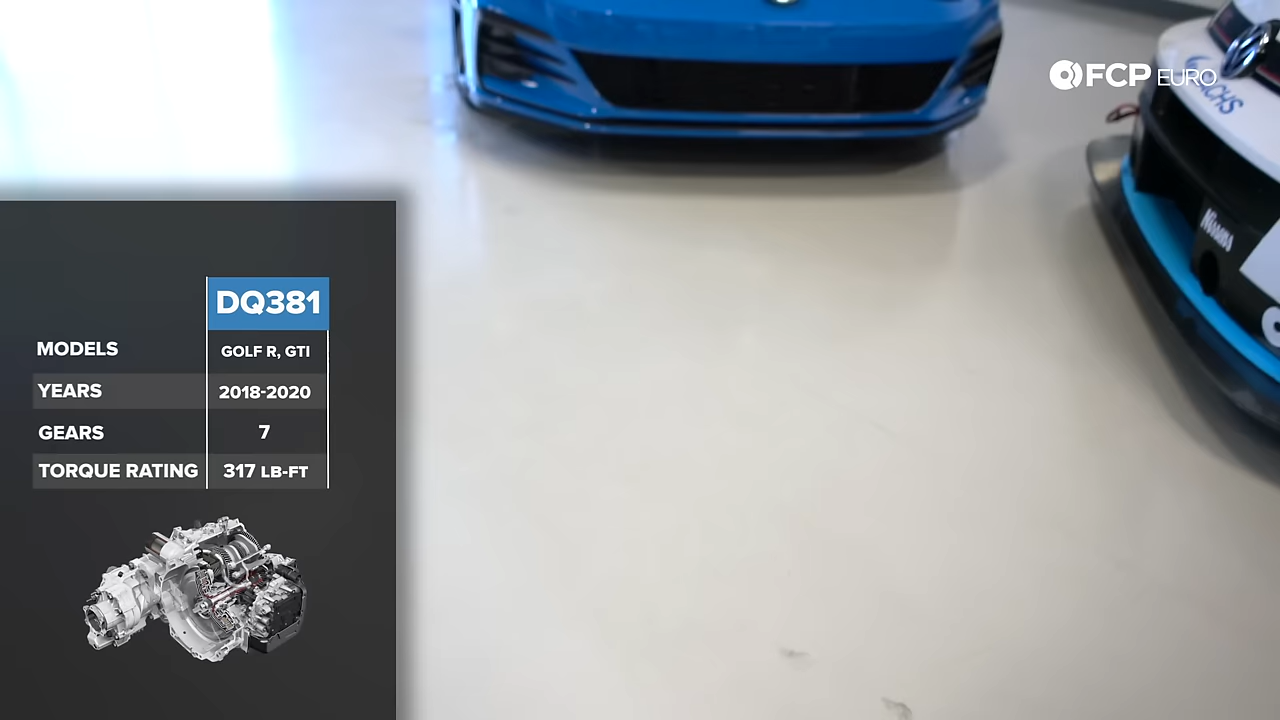 FCP EURO
DQ381
MODELS GOLF R, GTI
YEARS 2018-2020
GEARS 7
TORQUE RATING 317 LB-FT